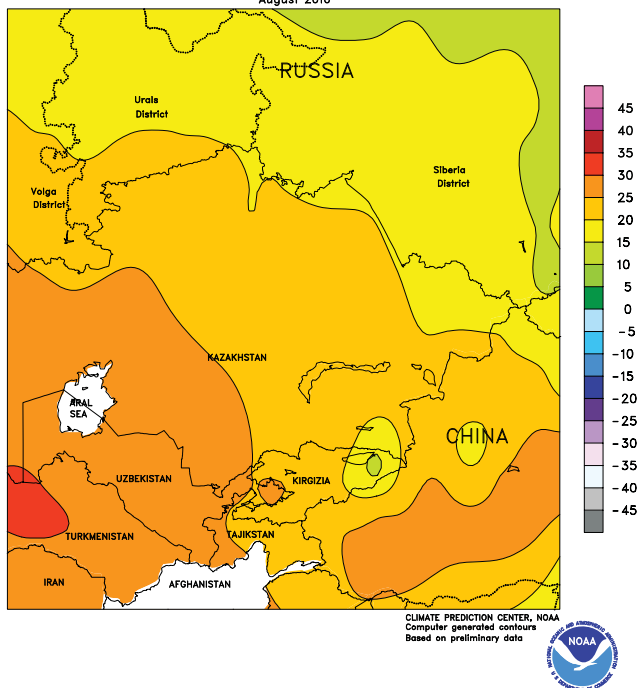 August 2016
RUSSIA
Urals
District
Siberia
District
Volga
District
KAZAKHSTAN
ARAL
SEA
CHINA
UZBEKISTAN
KIRGIZIA
TURKMENISTAN
TAJIKSTAN
IRAN
AFGHANISTAN
45
40
35
30
25
20
15
10
5
0
-5
-10
-15
-20
-25
-30
-35
-40
-45
CLIMATE PREDICTION CENTER, NOAA
Computer generated contours
Based on preliminary data
NOAA